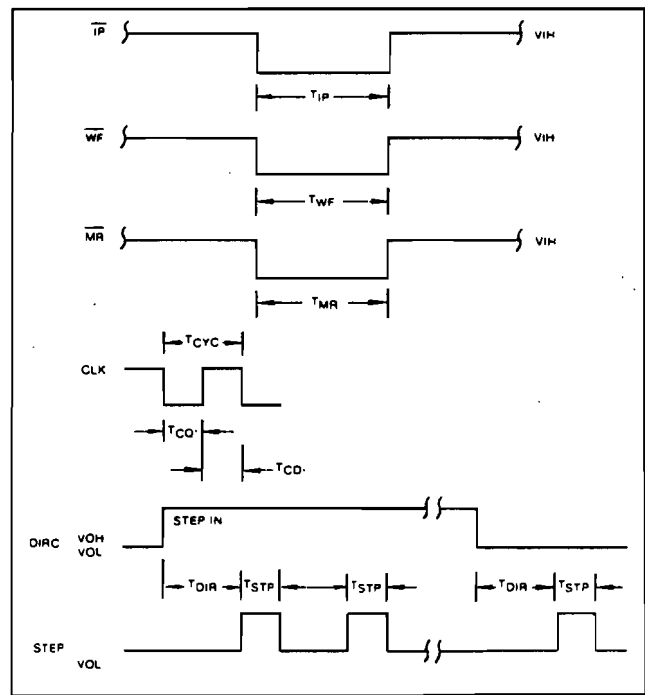 IP VIH
TIP
WF VIH
TWF
MR VIH
TMR
TCYC
CLK
TCD.
TCD.
STEP IN
DIRC VOH
VOL
TDIR TSTP TSTP TDIR TSTP
STEP
VOL